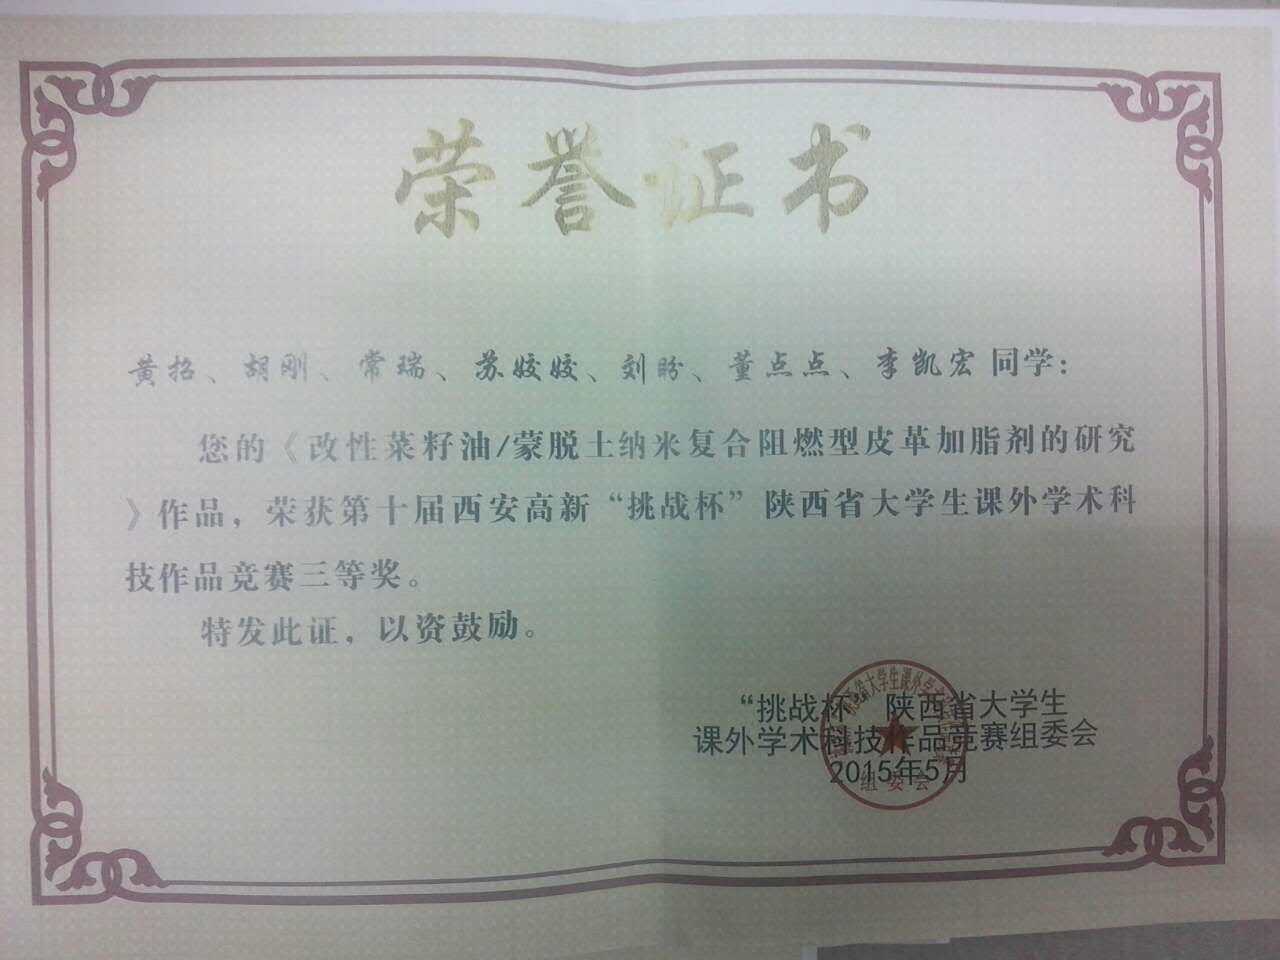 荣誉证书
黄招、胡刚、常瑞、苏姣姣、刘盼、董点点、李凯宏同学：
您的《改性菜籽油/蒙脱土纳米复合阻燃型皮革加脂剂的研究
》作品，荣获第十届西安高新“挑战杯”陕西省大学生课外学术科
技作品竞赛三等奖。
特发此证，以资鼓励。
“挑战杯”陕西省大学生
课外学术科技作品竞赛组委会
2015年5月
组委会